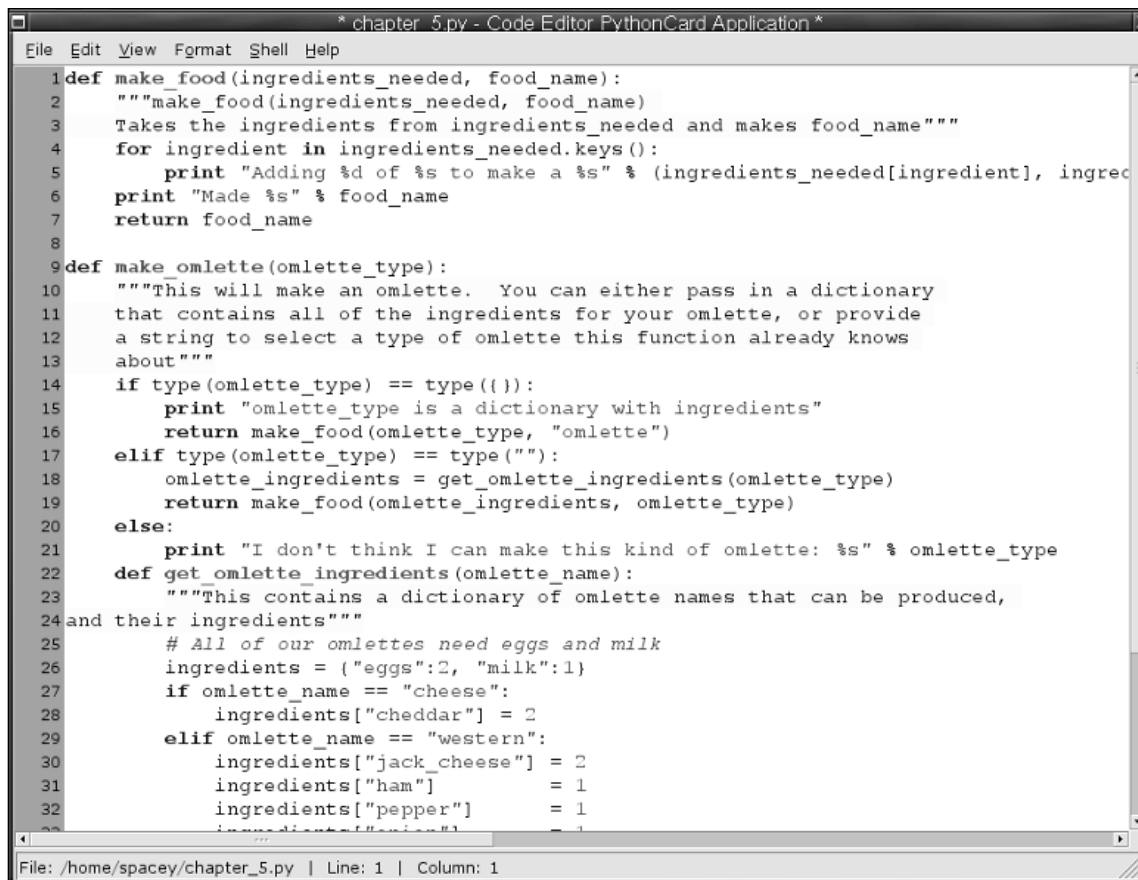 * chapter_5.py - Code Editor PythonCard Application *
File Edit View Format Shell Help
1 def make_food(ingredients_needed, food_name):
2     """make_food(ingredients_needed, food_name)
3     Takes the ingredients from ingredients_needed and makes food_name"""
4     for ingredient in ingredients_needed.keys():
5         print "Adding %d of %s to make a %s" % (ingredients_needed[ingredient], ingred
6     print "Made %s" % food_name
7     return food_name
8
9 def make_omlette(omlette_type):
10     """This will make an omlette.  You can either pass in a dictionary
11     that contains all of the ingredients for your omlette, or provide
12     a string to select a type of omlette this function already knows
13     about"""
14     if type(omlette_type) == type({}):
15         print "omlette_type is a dictionary with ingredients"
16         return make_food(omlette_type, "omlette")
17     elif type(omlette_type) == type(""):
18         omlette_ingredients = get_omlette_ingredients(omlette_type)
19         return make_food(omlette_ingredients, omlette_type)
20     else:
21         print "I don't think I can make this kind of omlette: %s" % omlette_type
22     def get_omlette_ingredients(omlette_name):
23         """This contains a dictionary of omlette names that can be produced,
24 and their ingredients"""
25         # All of our omlettes need eggs and milk
26         ingredients = {"eggs":2, "milk":1}
27         if omlette_name == "cheese":
28             ingredients["cheddar"] = 2
29         elif omlette_name == "western":
30             ingredients["jack_cheese"] = 2
31             ingredients["ham"]         = 1
32             ingredients["pepper"]      = 1
File: /home/spacey/chapter_5.py | Line: 1 | Column: 1